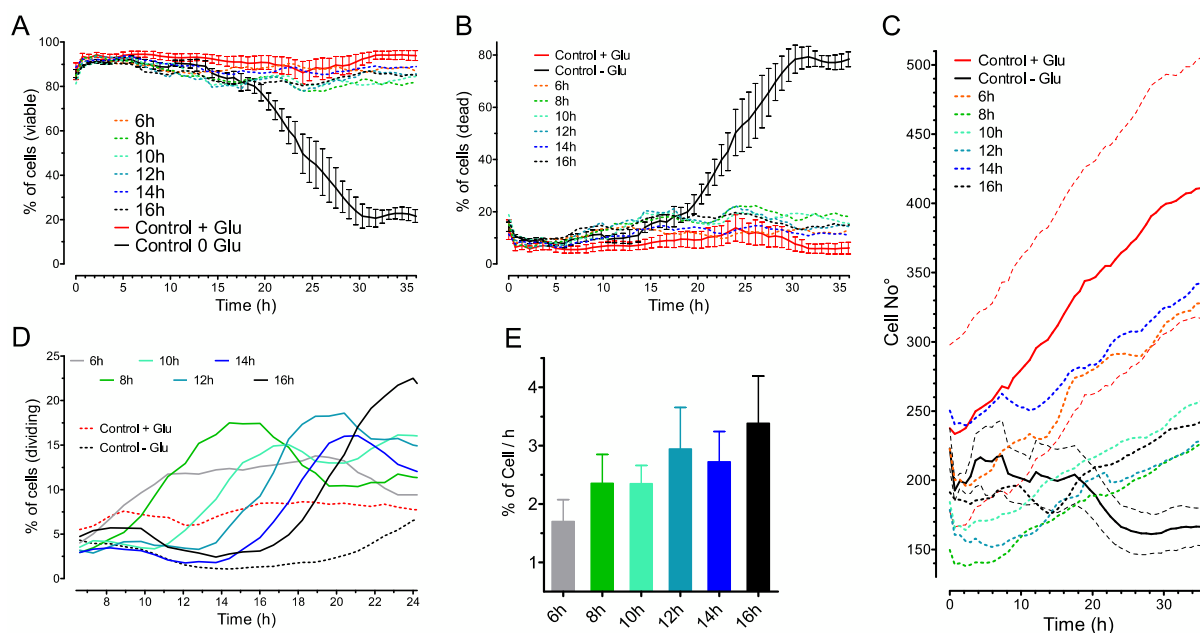 A
% of cells (viable)
100
80
60
40
20
0
6h
8h
10h
12h
14h
16h
Control + Glu
Control 0 Glu
0 5 10 15 20 25 30 35
Time (h)
B
% of cells (dead)
80
60
40
20
0
Control + Glu
Control - Glu
6h
8h
10h
12h
14h
16h
0 5 10 15 20 25 30 35
Time (h)
C
Cell No°
500
450
400
350
300
250
200
150
Control + Glu
Control - Glu
6h
8h
10h
12h
14h
16h
0 10 20 30
Time (h)
D
% of cells (dividing)
25
20
15
10
5
0
6h 10h 14h
8h 12h 16h
Control + Glu
Control - Glu
8 10 12 14 16 18 20 22 24
Time (h)
E
% of Cell / h
4
3
2
1
6h 8h 10h 12h 14h 16h